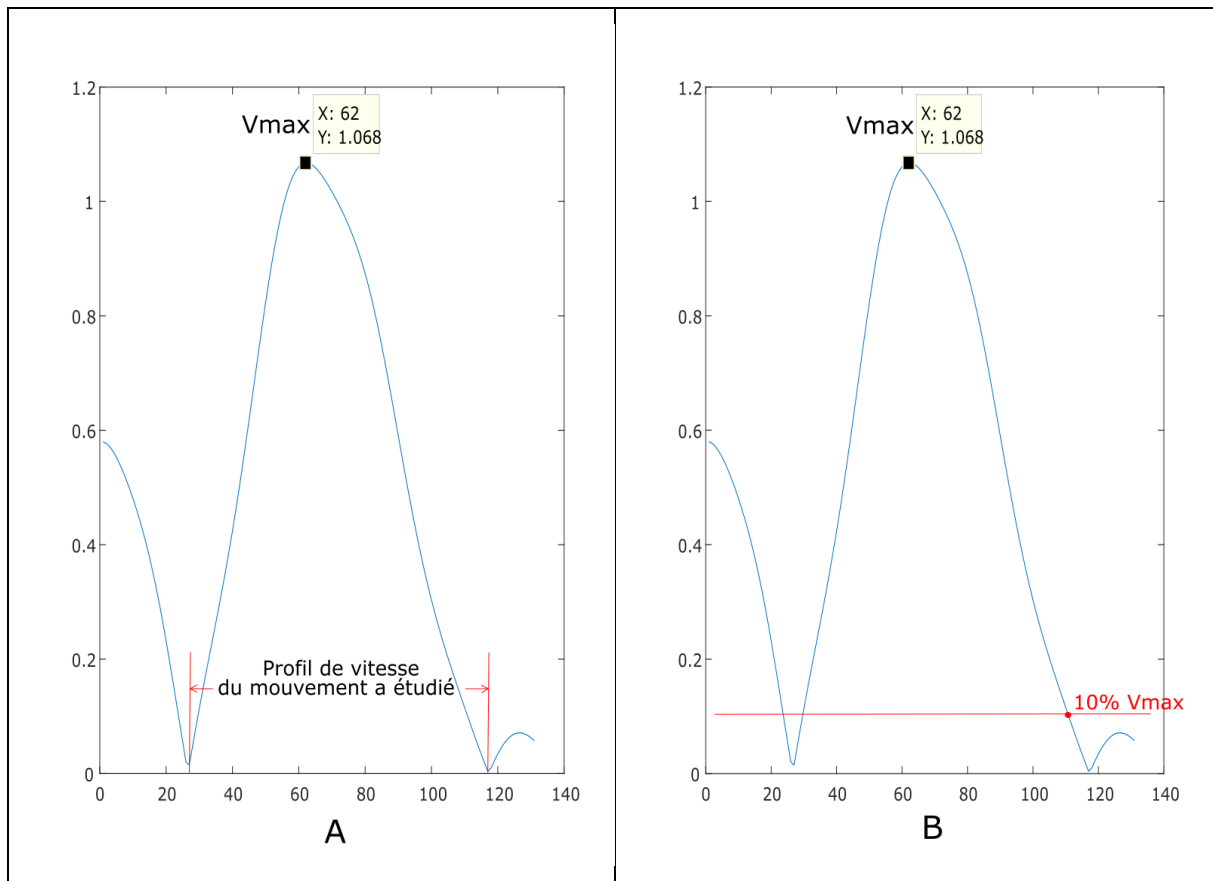 1.2
1
0.8
0.6
0.4
0.2
0
Vmax
X: 62
Y: 1.068
Profil de vitesse
du mouvement a étudié
0 20 40 60 80 100 120 140
A
1.2
1
0.8
0.6
0.4
0.2
0
Vmax
X: 62
Y: 1.068
10% Vmax
0 20 40 60 80 100 120 140
B